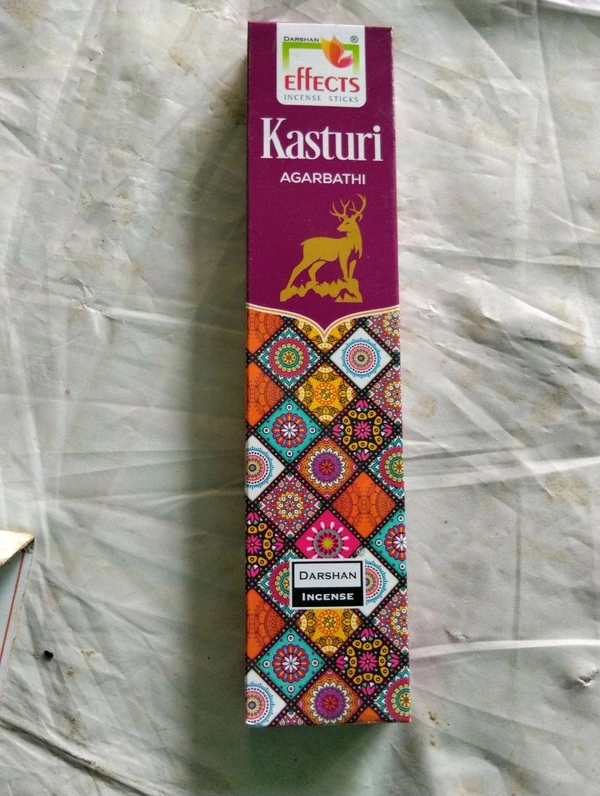 DARSHAN ®
effects
INCENSE STICKS
Kasturi
AGARBATHI
DARSHAN
INCENSE